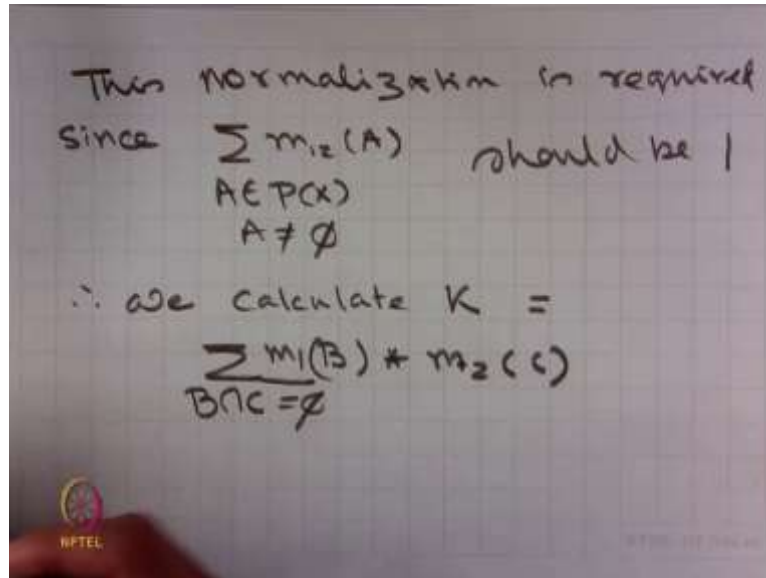 This normalization is required
since ∑ m₁₂(A) should be 1
A ∈ P(X)
A ≠ ∅
∴ we calculate K =
∑ m₁(B) * m₂(C)
B∩C = ∅
NPTEL